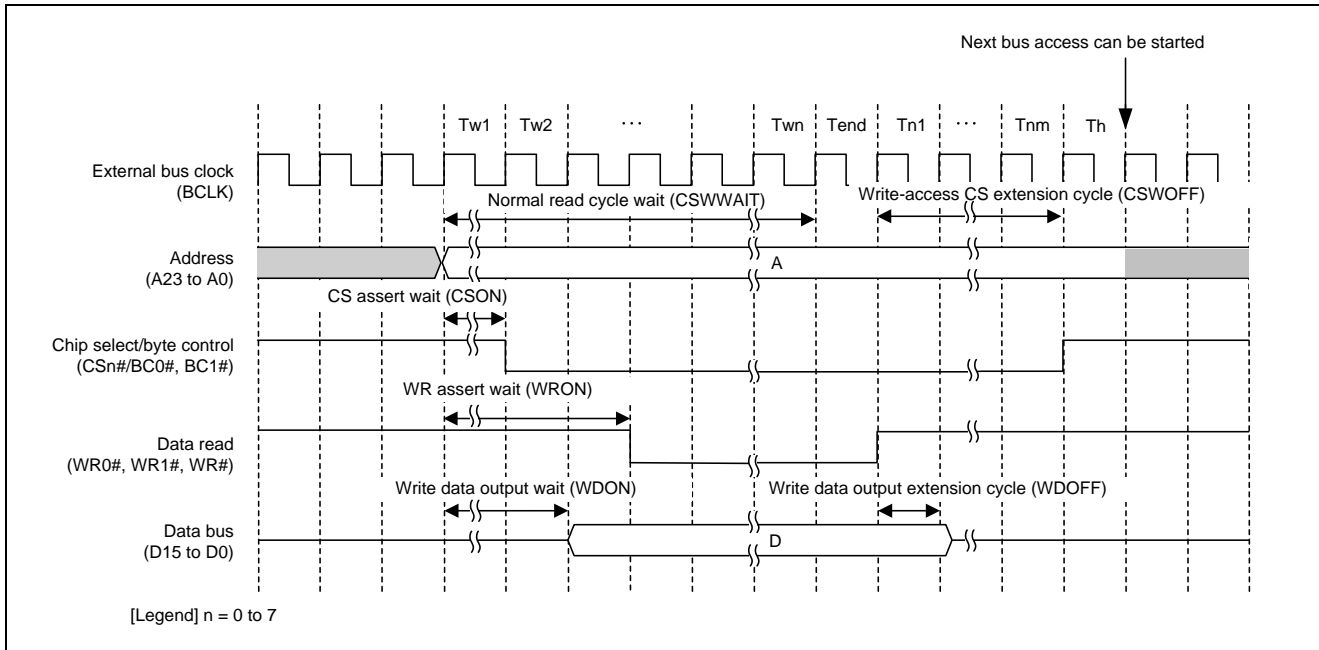 Next bus access can be started
Tw1 Tw2 ··· Twn Tend Tn1 ··· Tnm Th
External bus clock
(BCLK)
Normal read cycle wait (CSWWAIT)
Write-access CS extension cycle (CSWOFF)
Address
(A23 to A0)
A
CS assert wait (CSON)
Chip select/byte control
(CSn#/BC0#, BC1#)
WR assert wait (WRON)
Data read
(WR0#, WR1#, WR#)
Write data output wait (WDON)
Write data output extension cycle (WDOFF)
Data bus
(D15 to D0)
D
[Legend] n = 0 to 7